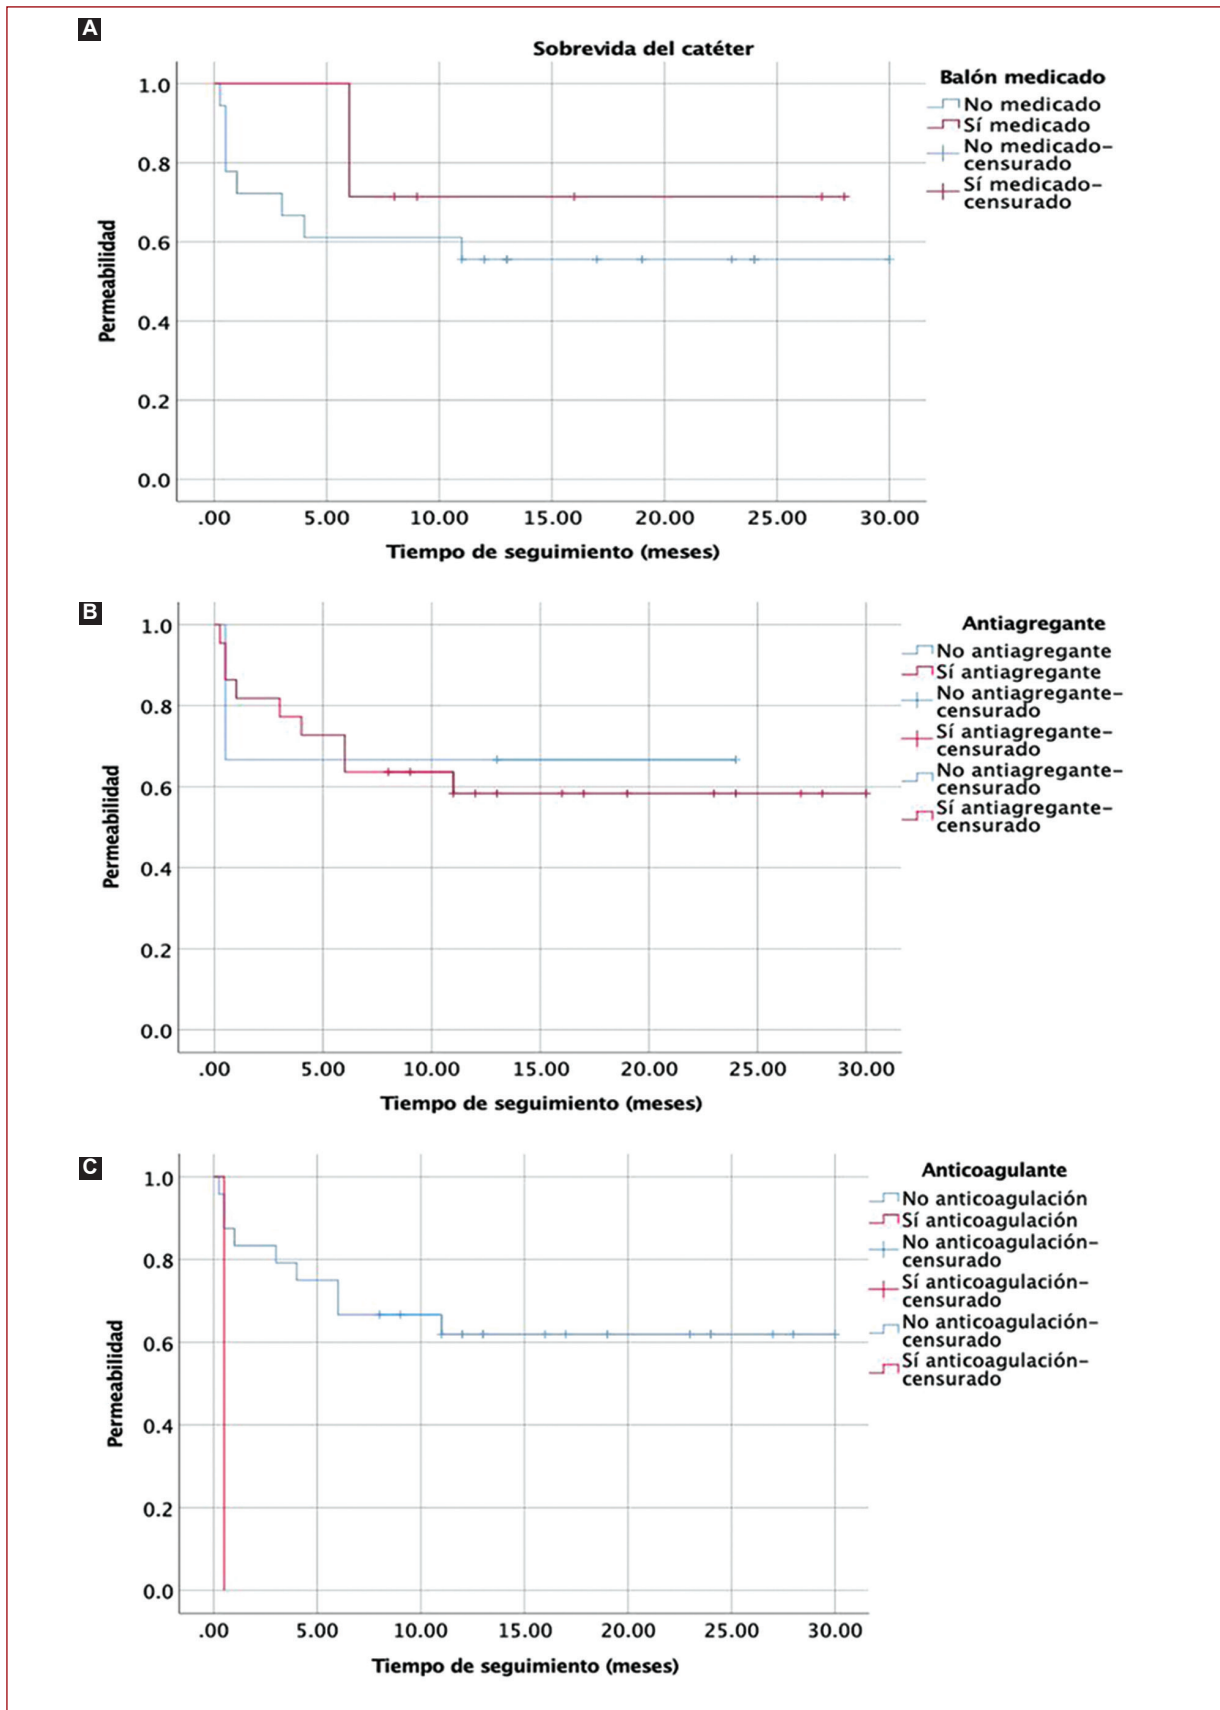 A
Sobrevida del catéter
Balón medicado
No medicado
Sí medicado
No medicado–
censurado
Sí medicado–
censurado
Permeabilidad
1.0
0.8
0.6
0.4
0.2
0.0
.00 5.00 10.00 15.00 20.00 25.00 30.00
Tiempo de seguimiento (meses)
B
Antiagregante
No antiagregante
Sí antiagregante
No antiagregante–
censurado
Sí antiagregante–
censurado
No antiagregante–
censurado
Sí antiagregante–
censurado
Permeabilidad
1.0
0.8
0.6
0.4
0.2
0.0
.00 5.00 10.00 15.00 20.00 25.00 30.00
Tiempo de seguimiento (meses)
C
Anticoagulante
No anticoagulación
Sí anticoagulación
No anticoagulación–
censurado
Sí anticoagulación–
censurado
No anticoagulación–
censurado
Sí anticoagulación–
censurado
Permeabilidad
1.0
0.8
0.6
0.4
0.2
0.0
.00 5.00 10.00 15.00 20.00 25.00 30.00
Tiempo de seguimiento (meses)